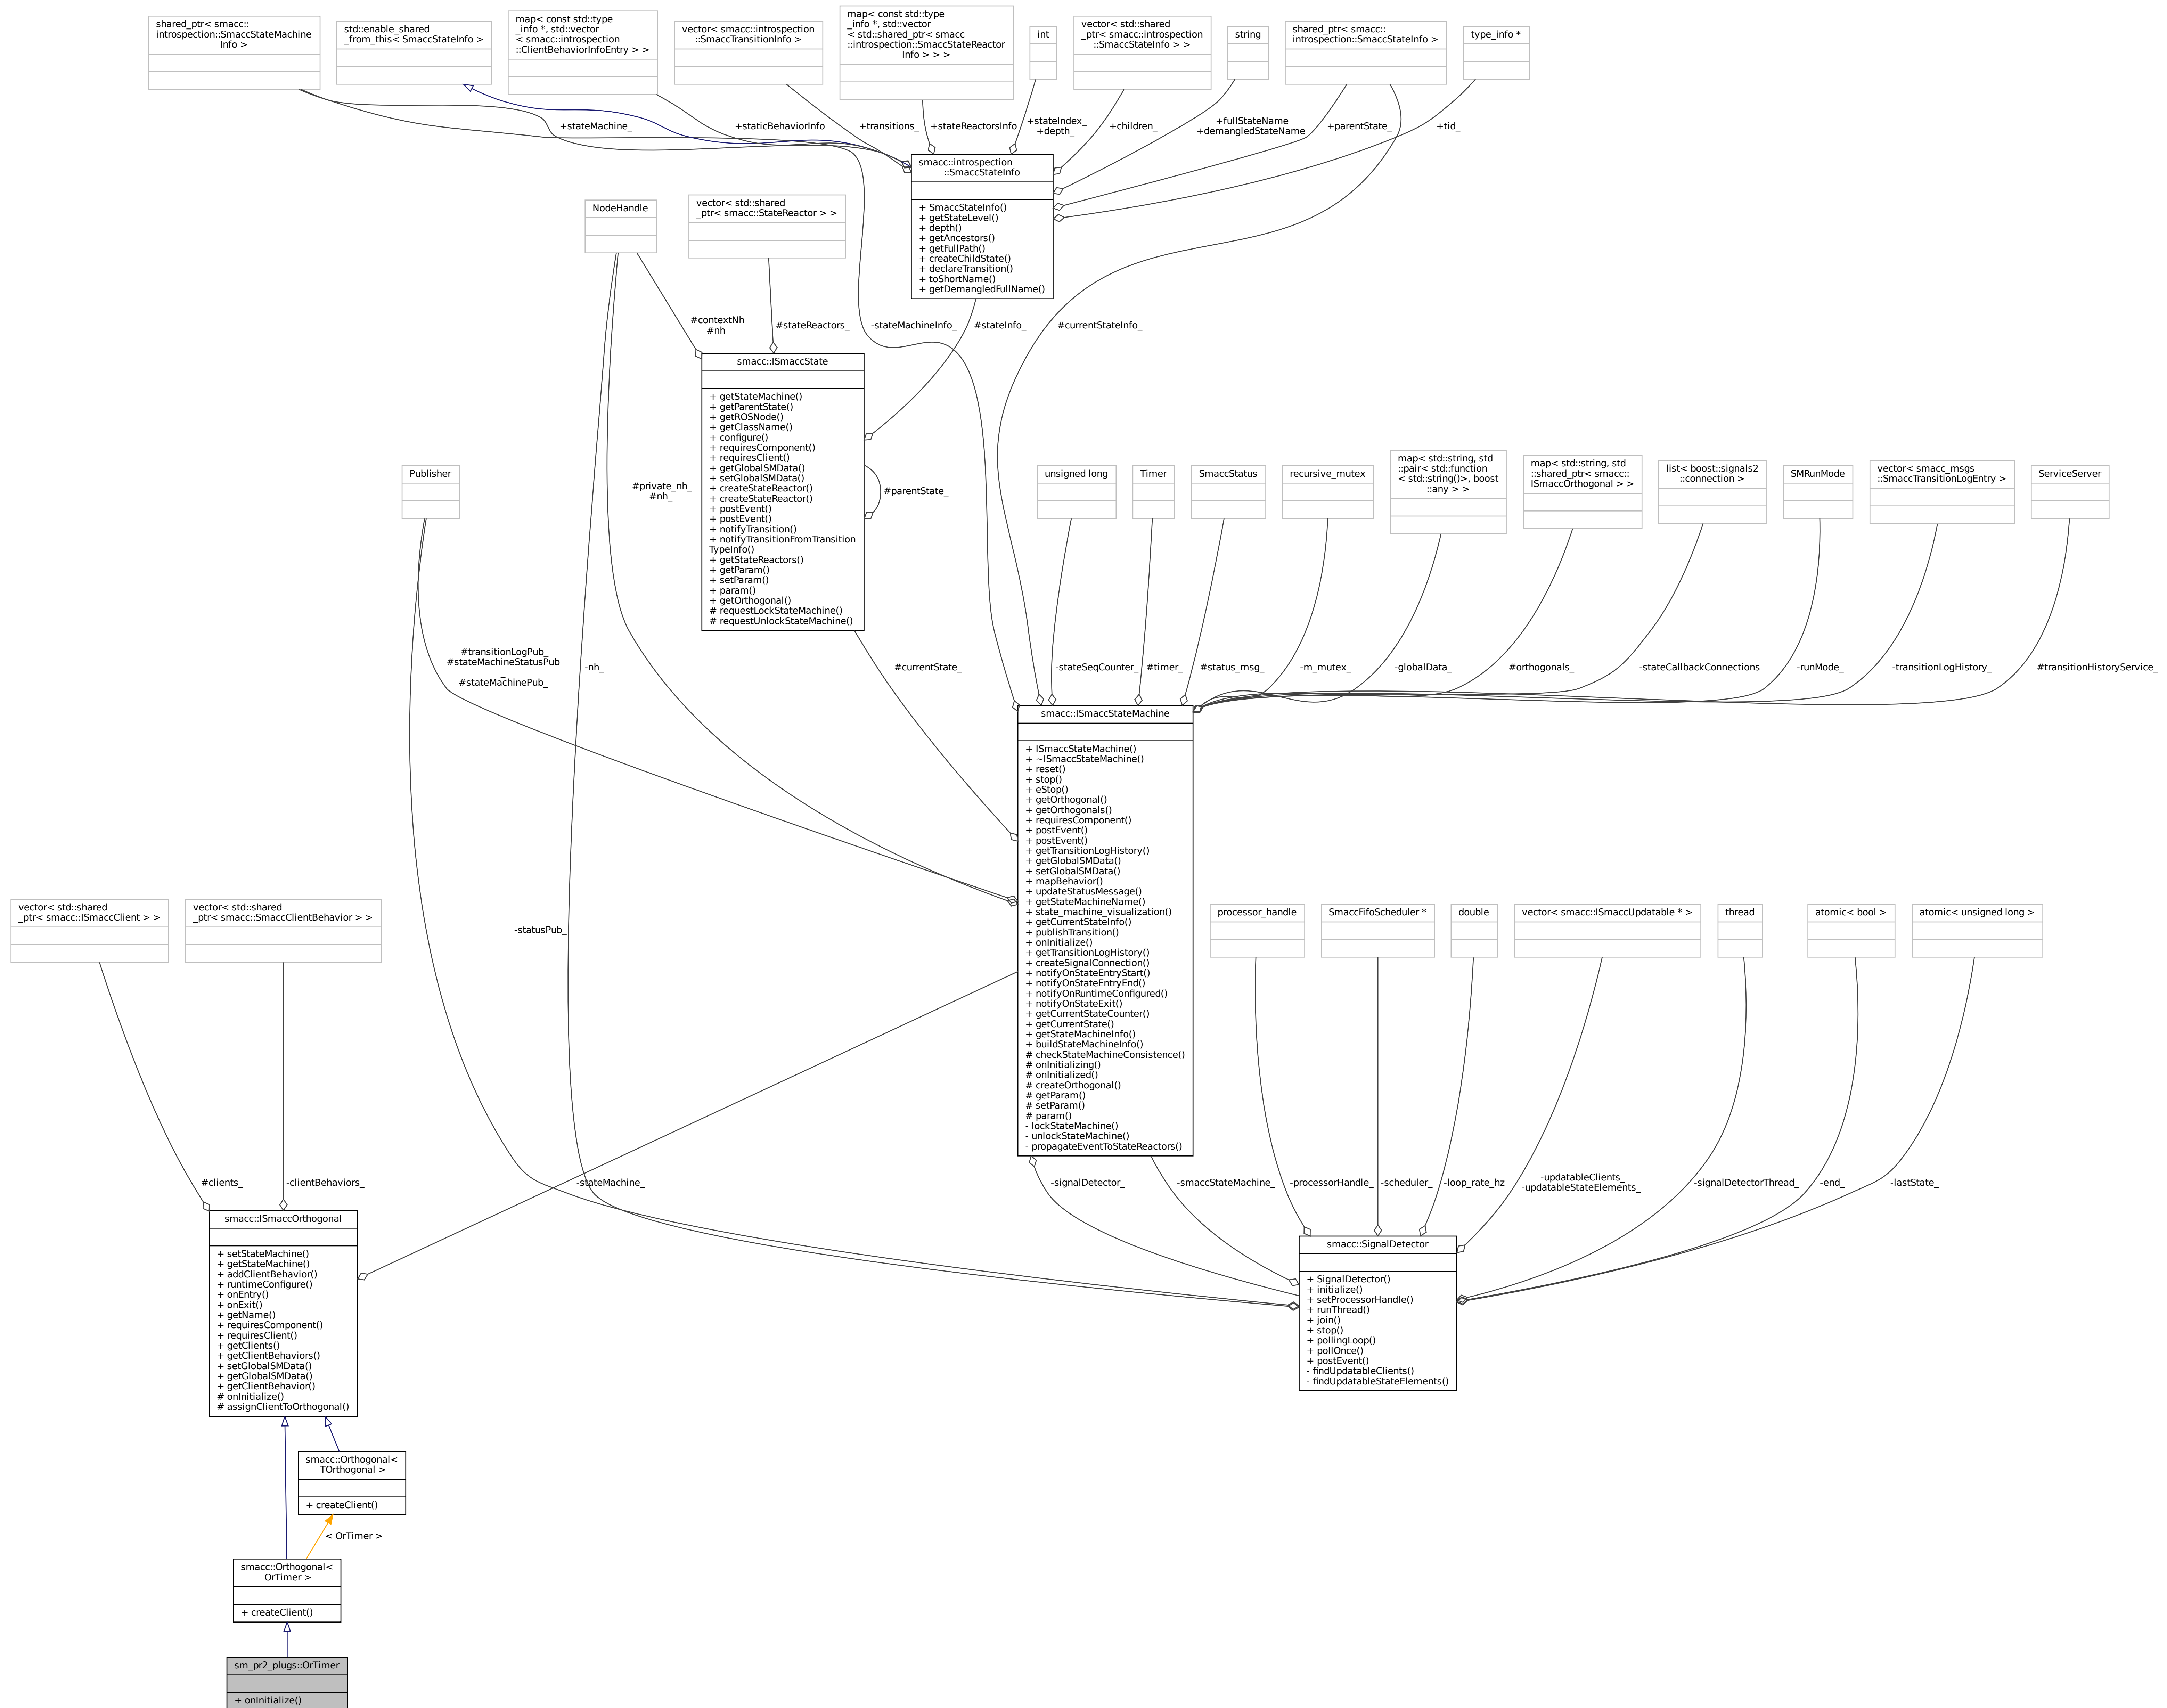 shared_ptr< smacc::
introspection::SmaccStateMachine
Info >
std::enable_shared
_from_this< SmaccStateInfo >
map< const std::type
_info *, std::vector
< smacc::introspection
::ClientBehaviorInfoEntry > >
vector< smacc::introspection
::SmaccTransitionInfo >
map< const std::type
_info *, std::vector
< std::shared_ptr< smacc
::introspection::SmaccStateReactor
Info > > >
int
vector< std::shared
_ptr< smacc::introspection
::SmaccStateInfo > >
string
shared_ptr< smacc::
introspection::SmaccStateInfo >
type_info *
+stateMachine_
+staticBehaviorInfo
+transitions_
+stateReactorsInfo
+stateIndex_
+depth_
+children_
+fullStateName
+demangledStateName
+parentState_
+tid_
smacc::introspection
::SmaccStateInfo
+ SmaccStateInfo()
+ getStateLevel()
+ depth()
+ getAncestors()
+ getFullPath()
+ createChildState()
+ declareTransition()
+ toShortName()
+ getDemangledFullName()
NodeHandle
vector< std::shared
_ptr< smacc::StateReactor > >
#contextNh
#nh
#stateReactors_
-stateMachineInfo_
#stateInfo_
#currentStateInfo_
smacc::ISmaccState
+ getStateMachine()
+ getParentState()
+ getROSNode()
+ getClassName()
+ configure()
+ requiresComponent()
+ requiresClient()
+ getGlobalSMData()
+ setGlobalSMData()
+ createStateReactor()
+ createStateReactor()
+ postEvent()
+ postEvent()
+ notifyTransition()
+ notifyTransitionFromTransition
TypeInfo()
+ getStateReactors()
+ getParam()
+ setParam()
+ param()
+ getOrthogonal()
# requestLockStateMachine()
# requestUnlockStateMachine()
#parentState_
Publisher
#private_nh_
#nh_
unsigned long
Timer
SmaccStatus
recursive_mutex
map< std::string, std
::pair< std::function
< std::string()>, boost
::any > >
map< std::string, std
::shared_ptr< smacc::
ISmaccOrthogonal > >
list< boost::signals2
::connection >
SMRunMode
vector< smacc_msgs
::SmaccTransitionLogEntry >
ServiceServer
#transitionLogPub_
#stateMachineStatusPub
_
#stateMachinePub_
-nh_
#currentState_
-stateSeqCounter_
#timer_
#status_msg_
-m_mutex_
-globalData_
#orthogonals_
-stateCallbackConnections
-runMode_
-transitionLogHistory_
#transitionHistoryService_
smacc::ISmaccStateMachine
+ ISmaccStateMachine()
+ ~ISmaccStateMachine()
+ reset()
+ stop()
+ eStop()
+ getOrthogonal()
+ getOrthogonals()
+ requiresComponent()
+ postEvent()
+ postEvent()
+ getTransitionLogHistory()
+ getGlobalSMData()
+ setGlobalSMData()
+ mapBehavior()
+ updateStatusMessage()
+ getStateMachineName()
+ state_machine_visualization()
+ getCurrentStateInfo()
+ publishTransition()
+ onInitialize()
+ getTransitionLogHistory()
+ createSignalConnection()
+ notifyOnStateEntryStart()
+ notifyOnStateEntryEnd()
+ notifyOnRuntimeConfigured()
+ notifyOnStateExit()
+ getCurrentStateCounter()
+ getCurrentState()
+ getStateMachineInfo()
+ buildStateMachineInfo()
# checkStateMachineConsistence()
# onInitializing()
# onInitialized()
# createOrthogonal()
# getParam()
# setParam()
# param()
- lockStateMachine()
- unlockStateMachine()
- propagateEventToStateReactors()
vector< std::shared
_ptr< smacc::ISmaccClient > >
vector< std::shared
_ptr< smacc::SmaccClientBehavior > >
-statusPub_
processor_handle
SmaccFifoScheduler *
double
vector< smacc::ISmaccUpdatable * >
thread
atomic< bool >
atomic< unsigned long >
#clients_
-clientBehaviors_
-stateMachine_
-signalDetector_
-smaccStateMachine_
-processorHandle_
-scheduler_
-loop_rate_hz
-updatableClients_
-updatableStateElements_
-signalDetectorThread_
-end_
-lastState_
smacc::ISmaccOrthogonal
+ setStateMachine()
+ getStateMachine()
+ addClientBehavior()
+ runtimeConfigure()
+ onEntry()
+ onExit()
+ getName()
+ requiresComponent()
+ requiresClient()
+ getClients()
+ getClientBehaviors()
+ setGlobalSMData()
+ getGlobalSMData()
+ getClientBehavior()
# onInitialize()
# assignClientToOrthogonal()
smacc::SignalDetector
+ SignalDetector()
+ initialize()
+ setProcessorHandle()
+ runThread()
+ join()
+ stop()
+ pollingLoop()
+ pollOnce()
+ postEvent()
- findUpdatableClients()
- findUpdatableStateElements()
smacc::Orthogonal<
TOrthogonal >
+ createClient()
< OrTimer >
smacc::Orthogonal<
OrTimer >
+ createClient()
sm_pr2_plugs::OrTimer
+ onInitialize()